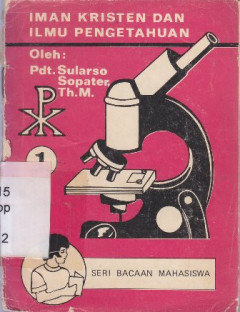 IMAN KRISTEN DAN
ILMU PENGETAHUAN
Oleh:
Pdt. Sularso
Sopater,
Th.M.
1
15
op
2
SERI BACAAN MAHASISWA